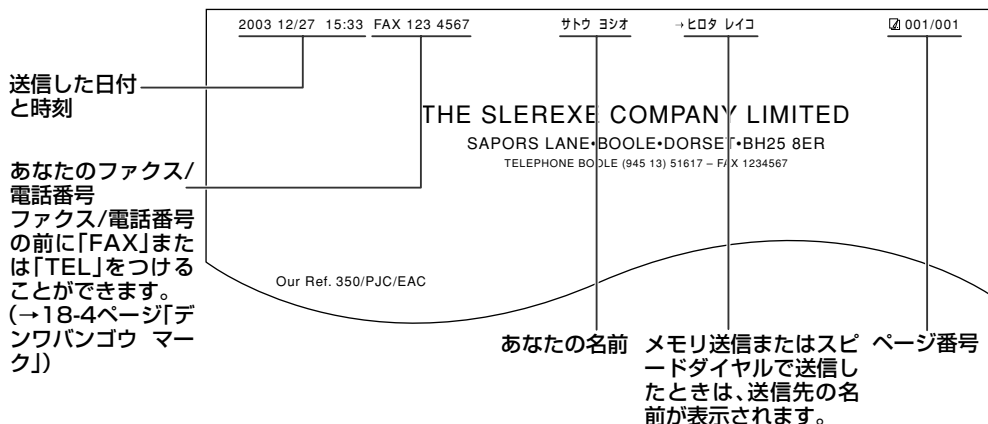 2003 12/27 15:33 FAX 123 4567 サトウ ヨシオ →ヒロタ レイコ 001/001
送信した日付
と時刻
THE SLEREXE COMPANY LIMITED
SAPORS LANE•BOOLE•DORSET•BH25 8ER
TELEPHONE BOOLE (945 13) 51617 – FAX 1234567
あなたのファクス/
電話番号
ファクス/電話番号
の前に「FAX」また
は「TEL」をつける
ことができます。
(→18-4ページ「デ
ンワバンゴウ マー
ク」)
Our Ref. 350/PJC/EAC
あなたの名前
メモリ送信またはスピ
ードダイヤルで送信し
たときは、送信先の名
前が表示されます。
ページ番号